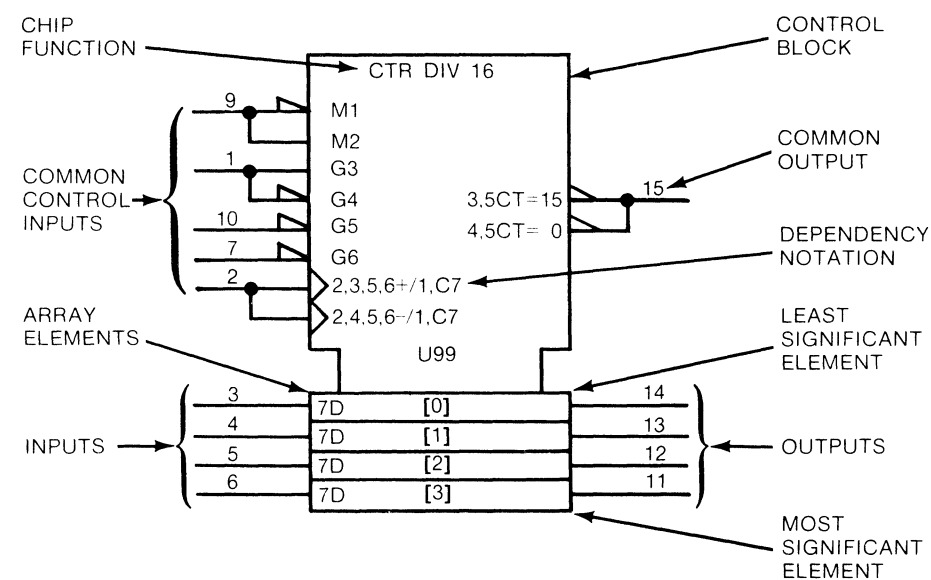 CHIP
FUNCTION
CONTROL
BLOCK
CTR DIV 16
9
M1
M2
COMMON
OUTPUT
1
G3
COMMON
CONTROL
INPUTS
G4
3,5CT=15
15
10
G5
4,5CT= 0
7
G6
DEPENDENCY
NOTATION
2
2,3,5,6+/1,C7
2,4,5,6−/1,C7
ARRAY
ELEMENTS
U99
LEAST
SIGNIFICANT
ELEMENT
3
7D [0]
14
4
7D [1]
13
INPUTS
OUTPUTS
5
7D [2]
12
6
7D [3]
11
MOST
SIGNIFICANT
ELEMENT